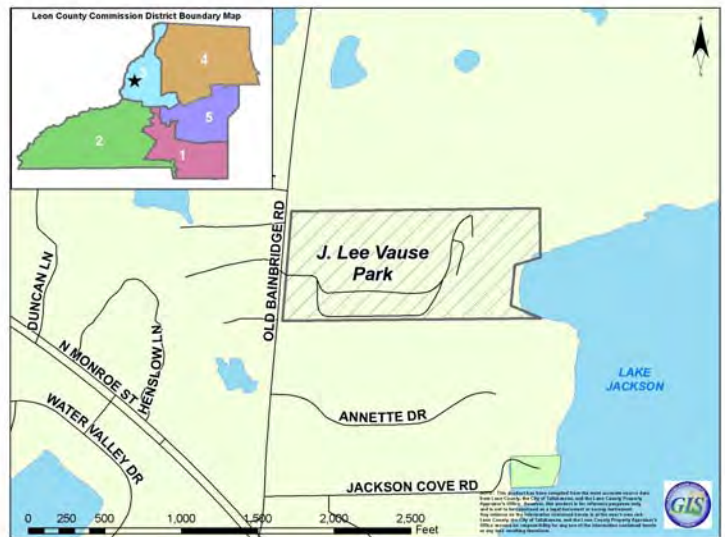 Leon County Commission District Boundary Map
3
4
5
2
1
DUNCAN LN
HENSLOW LN
OLD BAINBRIDGE RD
J. Lee Vause
Park
N MONROE ST
WATER VALLEY DR
LAKE
JACKSON
ANNETTE DR
JACKSON COVE RD
0 250 500 1,000 1,500 2,000 2,500
Feet
GIS